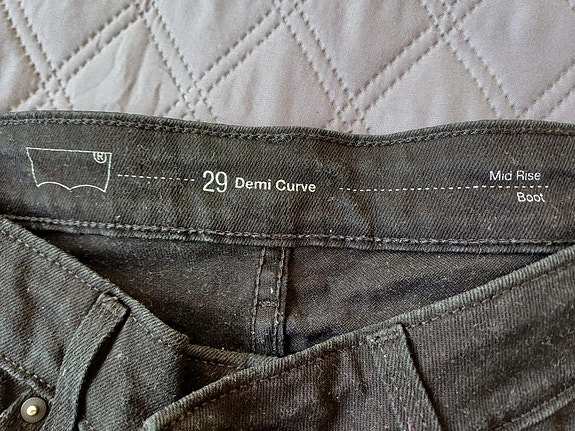 ®
29 Demi Curve
Mid Rise
Boot